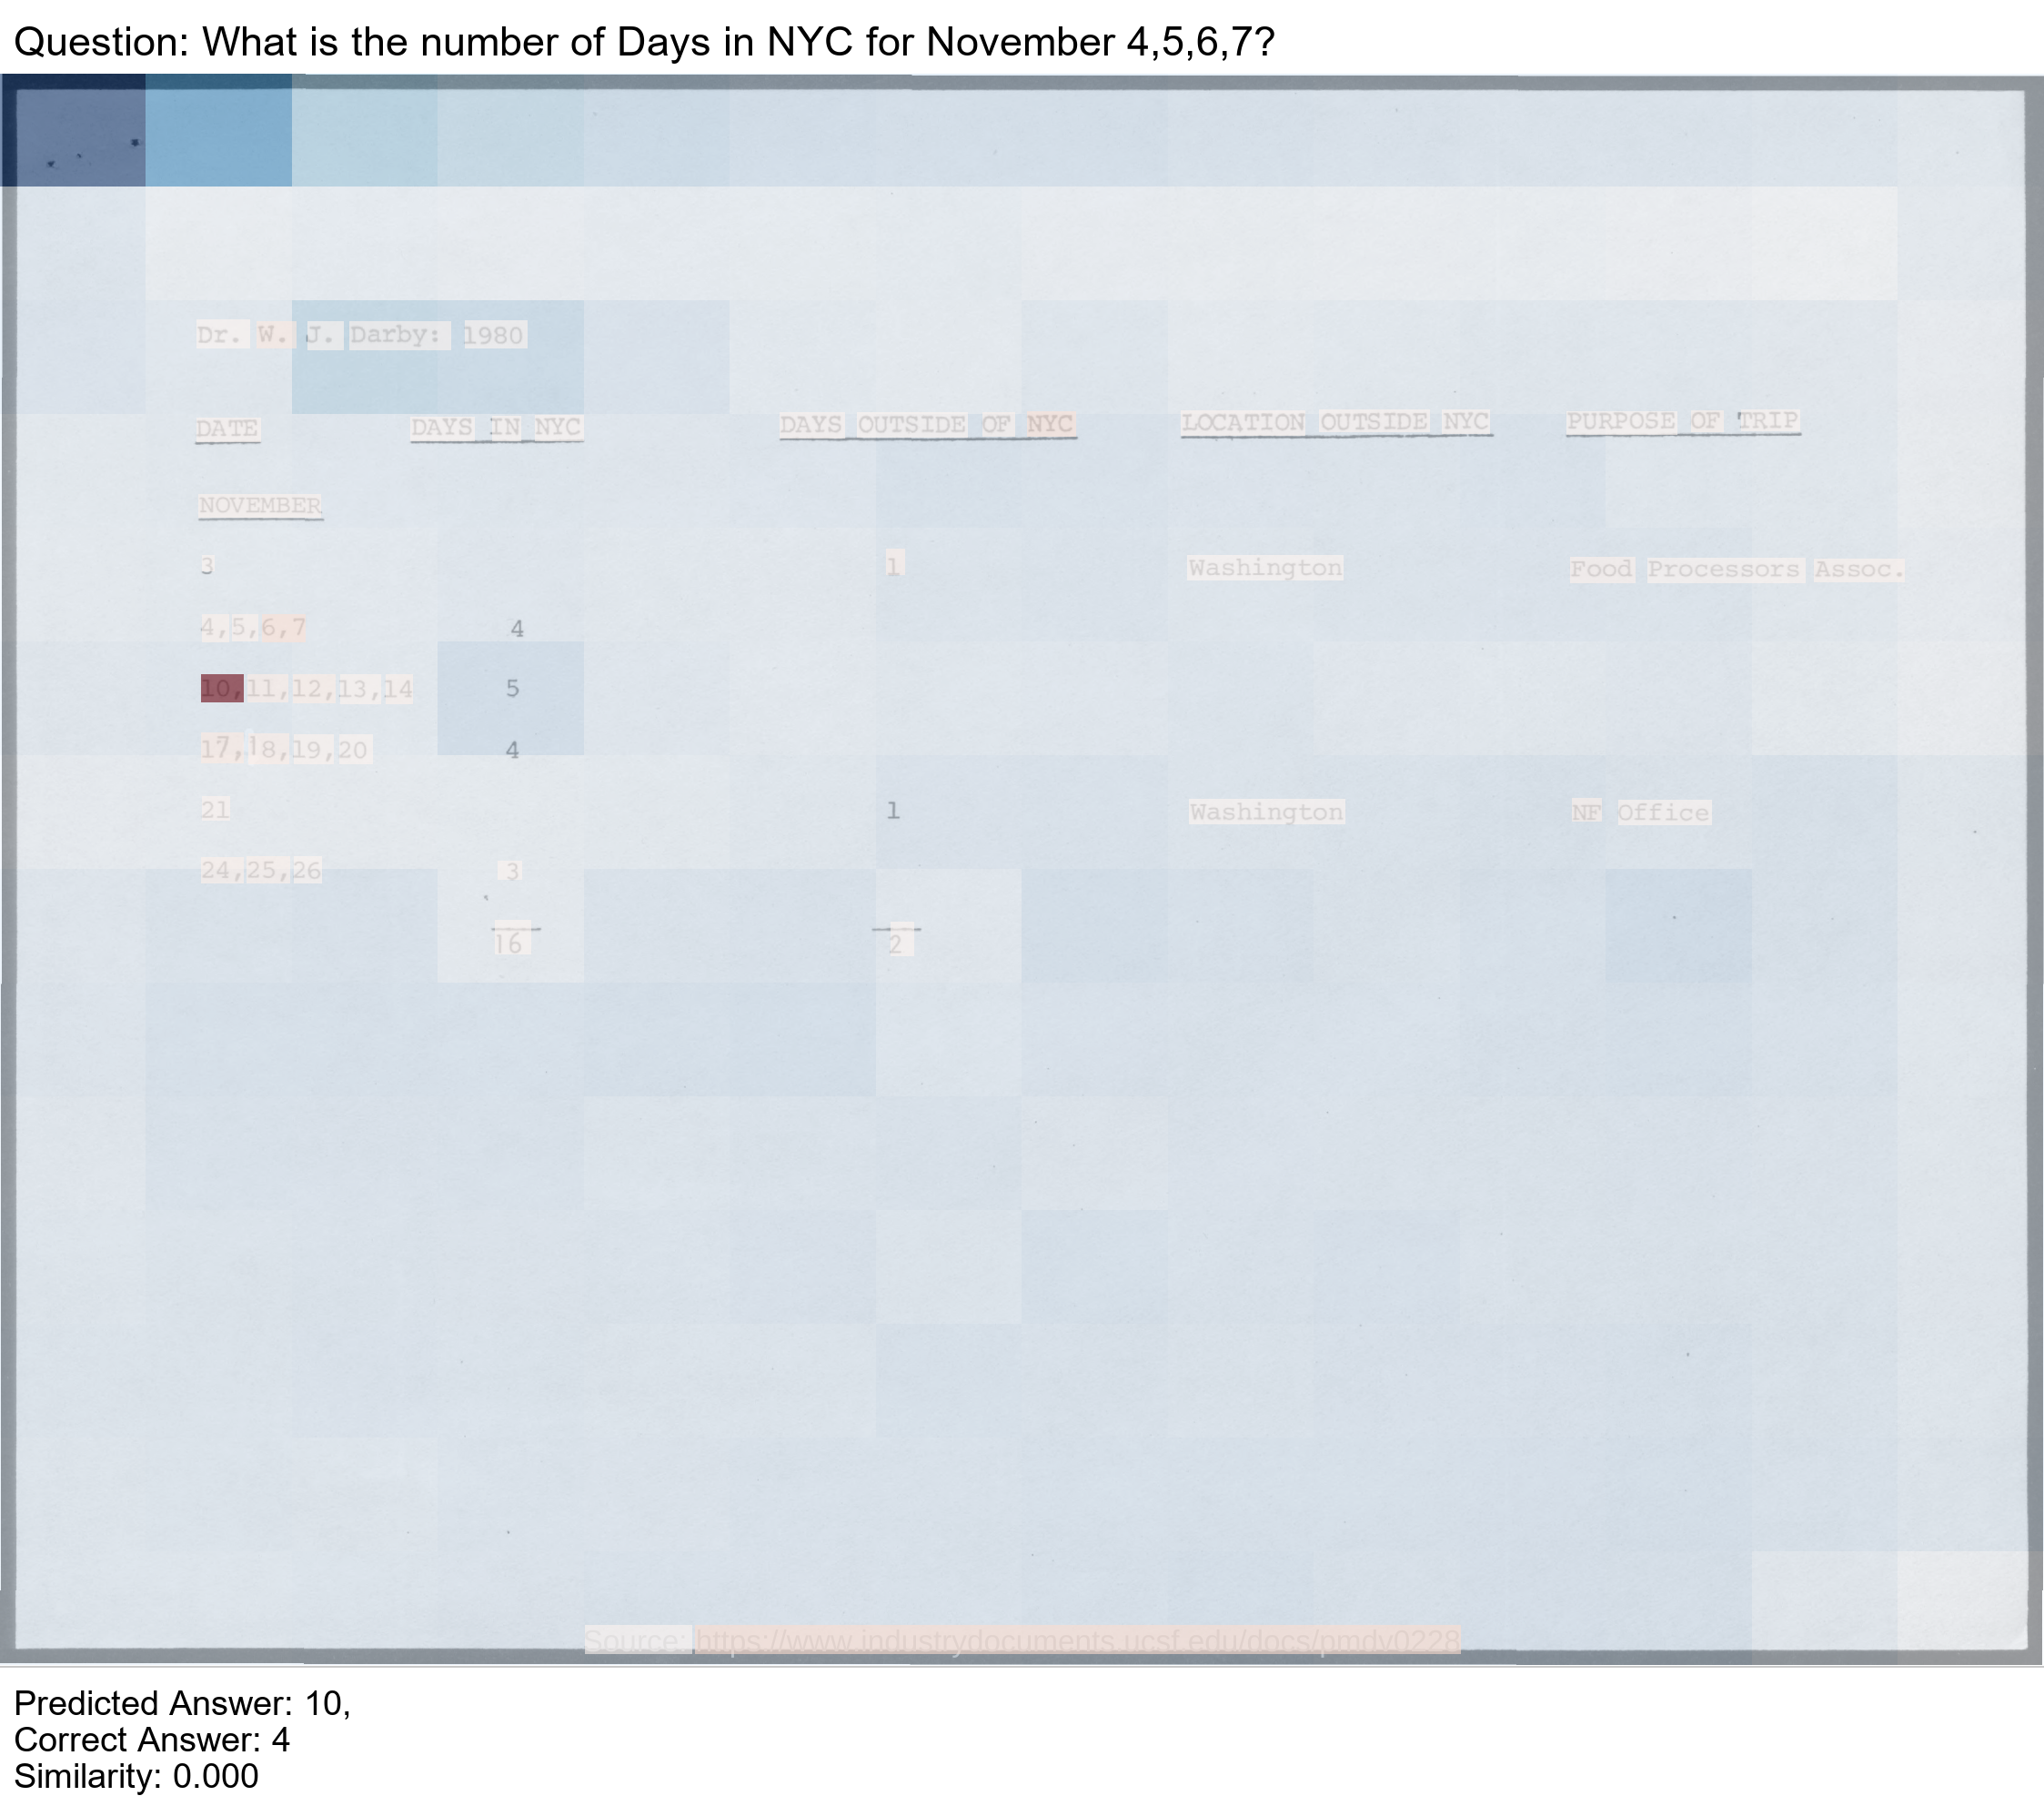 Question: What is the number of Days in NYC for November 4,5,6,7?
Dr. W. J. Darby: 1980
DATE DAYS IN NYC DAYS OUTSIDE OF NYC LOCATION OUTSIDE NYC PURPOSE OF TRIP
NOVEMBER
3 1 Washington Food Processors Assoc.
4,5,6,7 4
10,11,12,13,14 5
17,18,19,20 4
21 1 Washington NF Office
24,25,26 3
16 2
Source: https://www.industrydocuments.ucsf.edu/docs/pmdv0228
Predicted Answer: 10,
Correct Answer: 4
Similarity: 0.000